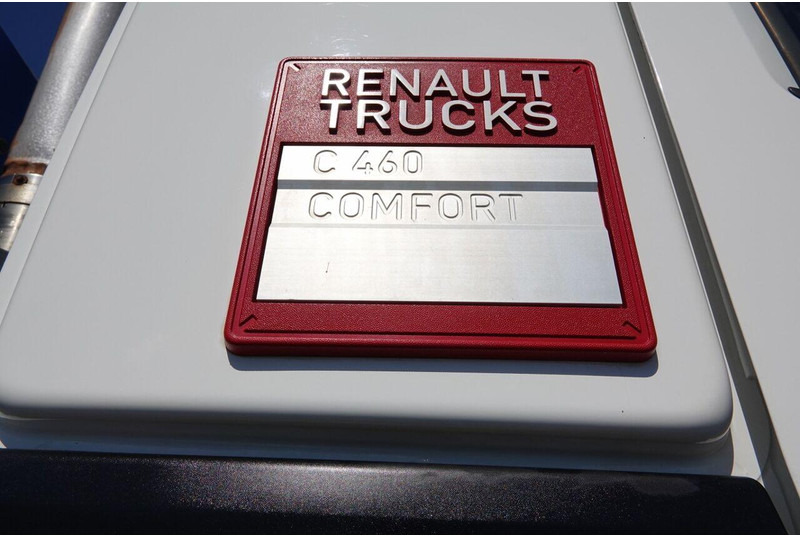 RENAULT
TRUCKS
C 460
COMFORT